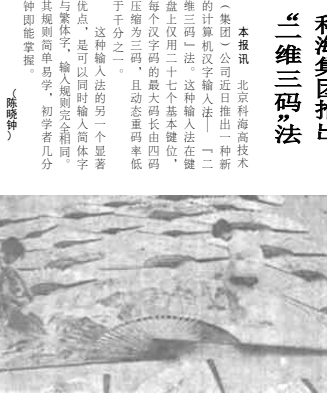 科海集团推出
“二维三码”法
本报讯 北京科海高技术
(集团)公司近日推出一种新
的计算机汉字输入法——『二
维三码』法。这种输入法在键
盘上仅用二十七个基本键位，
每个汉字码的最大码长由四码
压缩为三码，且动态重码率低
于千分之一。
这种输入法的另一个显著
优点，是可以同时输入简体字
与繁体字，输入规则完全相同。
其规则简单易学，初学者几分
钟即能掌握。
(陈晓钟)